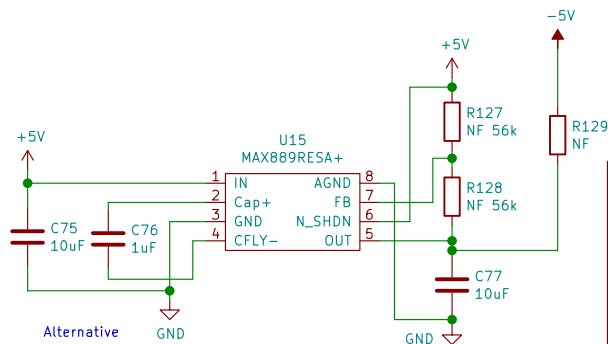 -5V
+5V
R127
NF 56k
R129
NF
+5V
U15
MAX889RESA+
1 IN AGND 8
2 Cap+ FB 7
3 GND N_SHDN 6
4 CFLY- OUT 5
R128
NF 56k
C75
10uF
C76
1uF
C77
10uF
Alternative
GND
GND